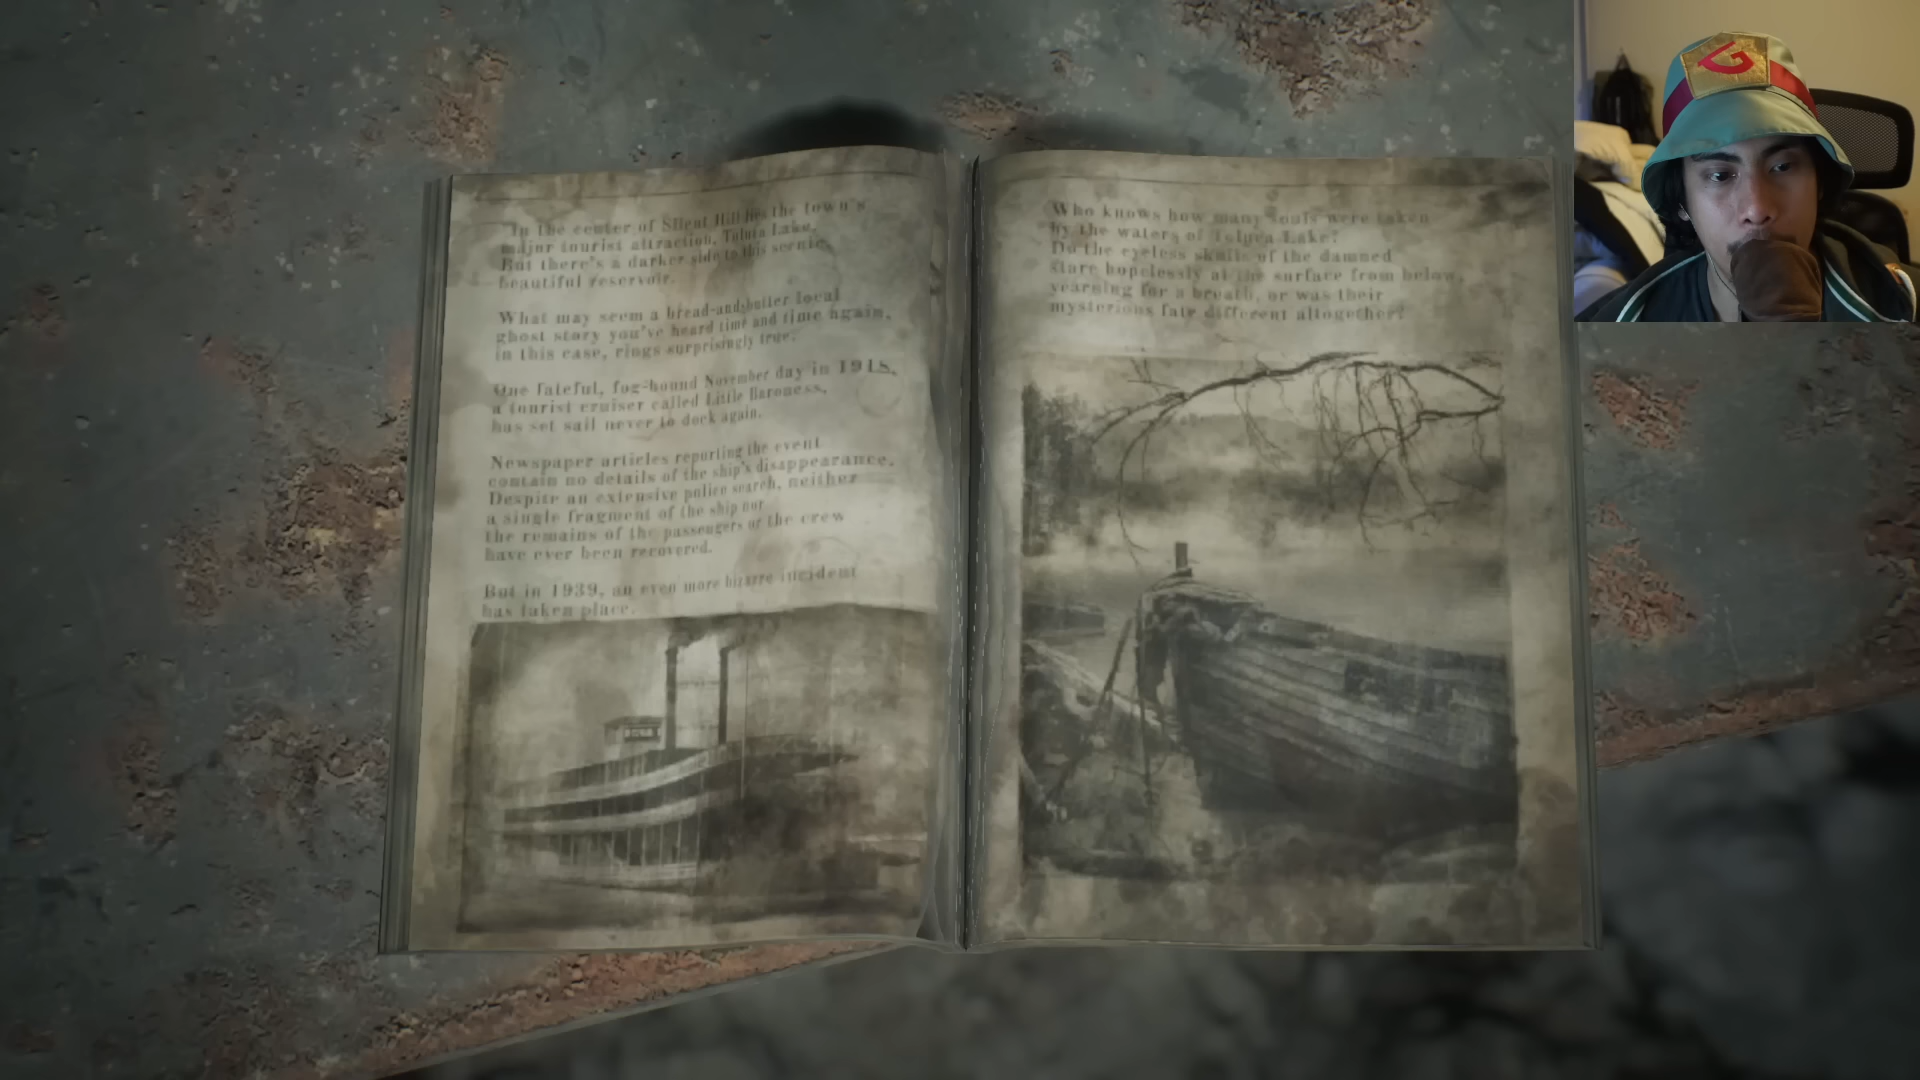 In the center of Silent Hill lies the town's
major tourist attraction, Toluca Lake.
But there's a darker side to this scenic,
beautiful reservoir.
What may seem a bread-and-butter local
ghost story you've heard time and time again,
in this case, rings surprisingly true.
One fateful, fog-bound November day in 1918,
a tourist cruiser called Little Baroness,
has set sail never to dock again.
Newspaper articles reporting the event
contain no details of the ship's disappearance.
Despite an extensive police search, neither
a single fragment of the ship nor
the remains of the passengers or the crew
have ever been recovered.
But in 1939, an even more bizarre incident
has taken place.
Who knows how many souls were taken
by the waters of Toluca Lake?
Do the eyeless skulls of the damned
stare hopelessly at the surface from below,
yearning for a breath, or was their
mysterious fate different altogether?
G